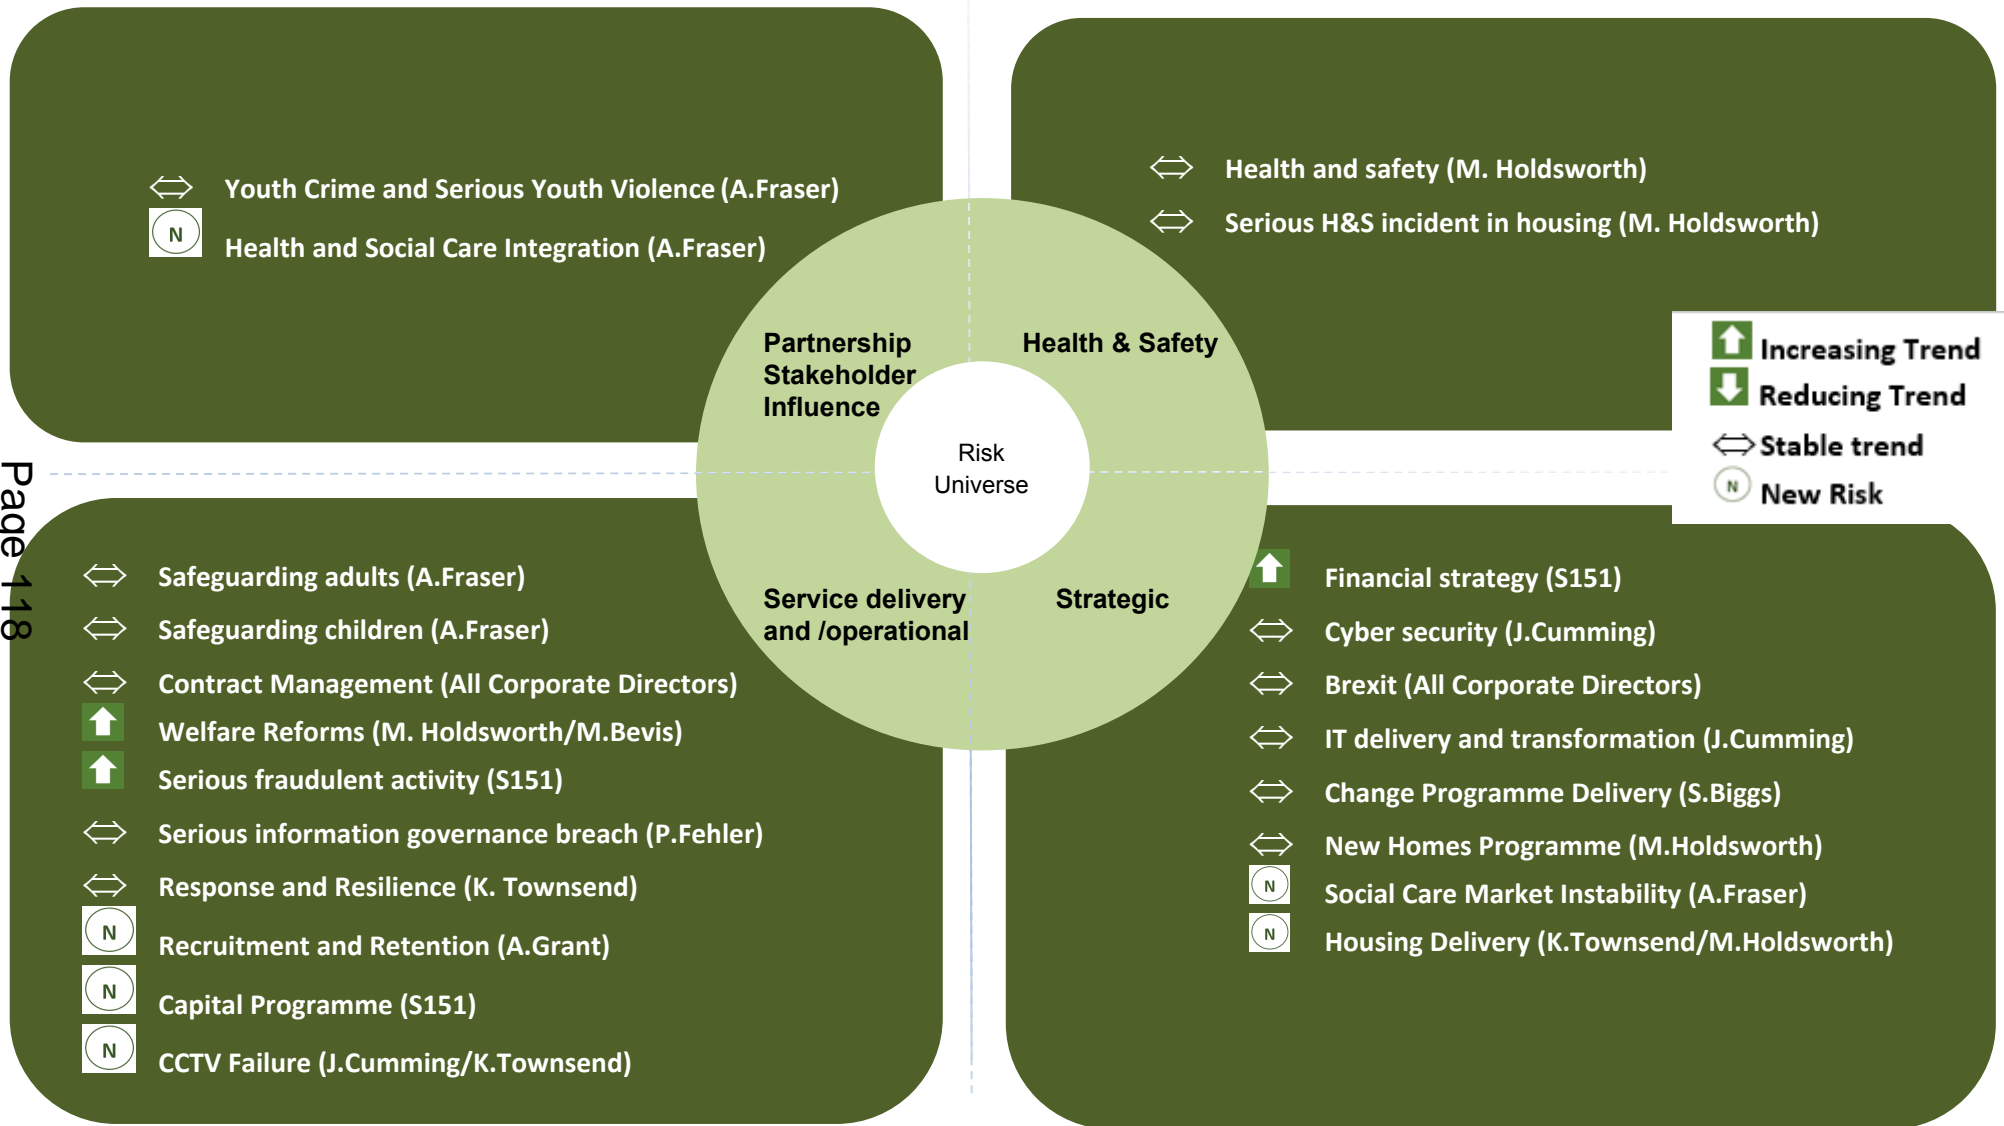 Youth Crime and Serious Youth Violence (A.Fraser)
N
Health and Social Care Integration (A.Fraser)
Health and safety (M. Holdsworth)
Serious H&S incident in housing (M. Holdsworth)
Partnership
Stakeholder
Influence
Health & Safety
Risk
Universe
Service delivery
and /operational
Strategic
Increasing Trend
Reducing Trend
Stable trend
N New Risk
Page 118
Safeguarding adults (A.Fraser)
Safeguarding children (A.Fraser)
Contract Management (All Corporate Directors)
Welfare Reforms (M. Holdsworth/M.Bevis)
Serious fraudulent activity (S151)
Serious information governance breach (P.Fehler)
Response and Resilience (K. Townsend)
N
Recruitment and Retention (A.Grant)
N
Capital Programme (S151)
N
CCTV Failure (J.Cumming/K.Townsend)
Financial strategy (S151)
Cyber security (J.Cumming)
Brexit (All Corporate Directors)
IT delivery and transformation (J.Cumming)
Change Programme Delivery (S.Biggs)
New Homes Programme (M.Holdsworth)
N
Social Care Market Instability (A.Fraser)
N
Housing Delivery (K.Townsend/M.Holdsworth)